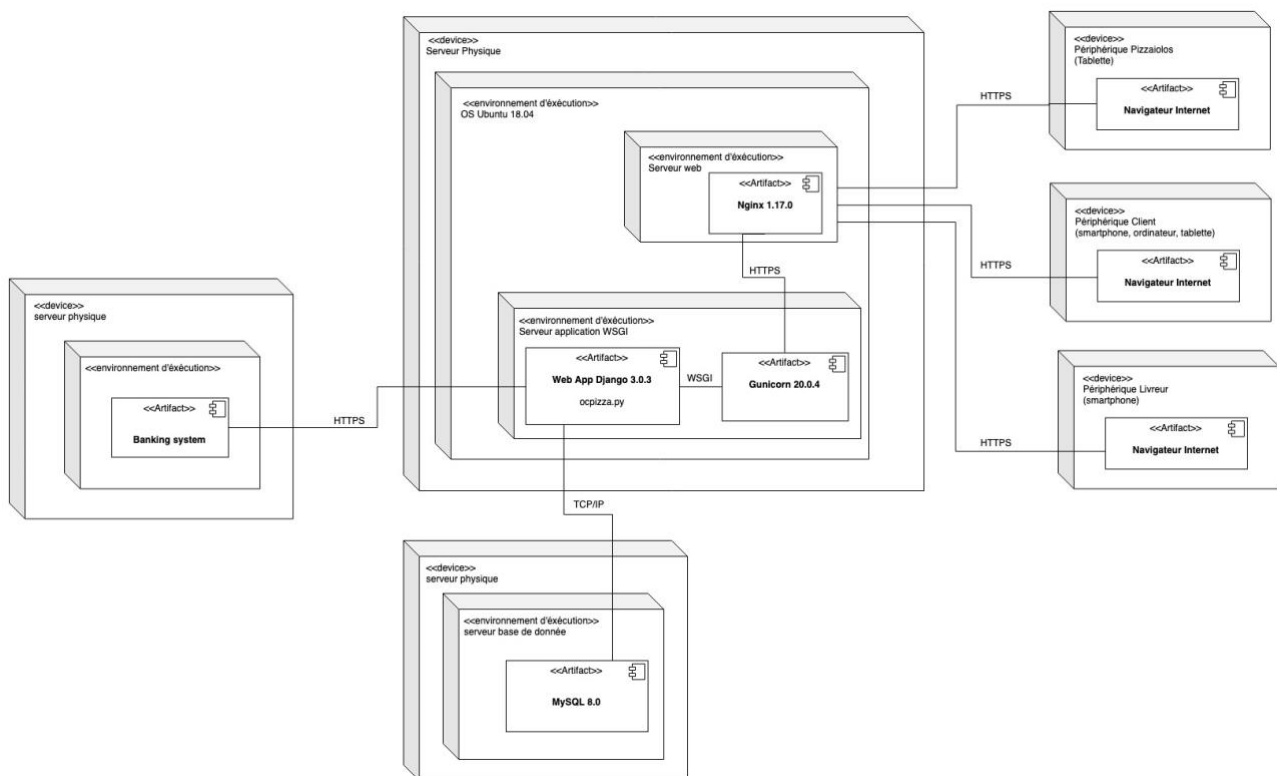 <<device>>
Serveur Physique
<<environnement d'éxécution>>
OS Ubuntu 18.04
<<environnement d'éxécution>>
Serveur web
<<Artifact>>
Nginx 1.17.0
HTTPS
<<environnement d'éxécution>>
Serveur application WSGI
<<Artifact>>
Web App Django 3.0.3
ocpizza.py
WSGI
<<Artifact>>
Gunicorn 20.0.4
<<device>>
Périphérique Pizzaiolos
(Tablette)
<<Artifact>>
Navigateur Internet
HTTPS
<<device>>
Périphérique Client
(smartphone, ordinateur, tablette)
<<Artifact>>
Navigateur Internet
HTTPS
<<device>>
Périphérique Livreur
(smartphone)
<<Artifact>>
Navigateur Internet
HTTPS
<<device>>
serveur physique
<<environnement d'éxécution>>
<<Artifact>>
Banking system
HTTPS
TCP/IP
<<device>>
serveur physique
<<environnement d'éxécution>>
serveur base de donnée
<<Artifact>>
MySQL 8.0